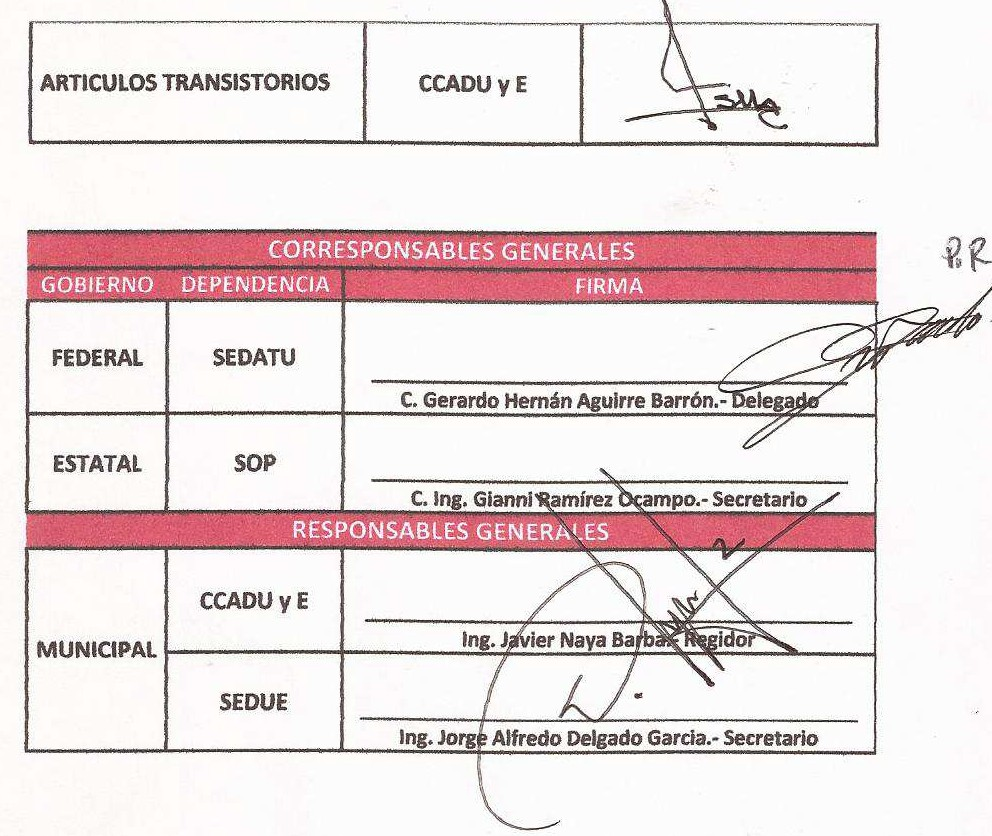 ARTICULOS TRANSISTORIOS CCADU y E
CORRESPONSABLES GENERALES
GOBIERNO DEPENDENCIA FIRMA
P.R
FEDERAL SEDATU
C. Gerardo Hernán Aguirre Barrón.- Delegado
ESTATAL SOP
C. Ing. Gianni Ramírez Ocampo.- Secretario
RESPONSABLES GENERALES
MUNICIPAL
CCADU y E
Ing. Javier Naya Barba.- Regidor
SEDUE
Ing. Jorge Alfredo Delgado Garcia.- Secretario